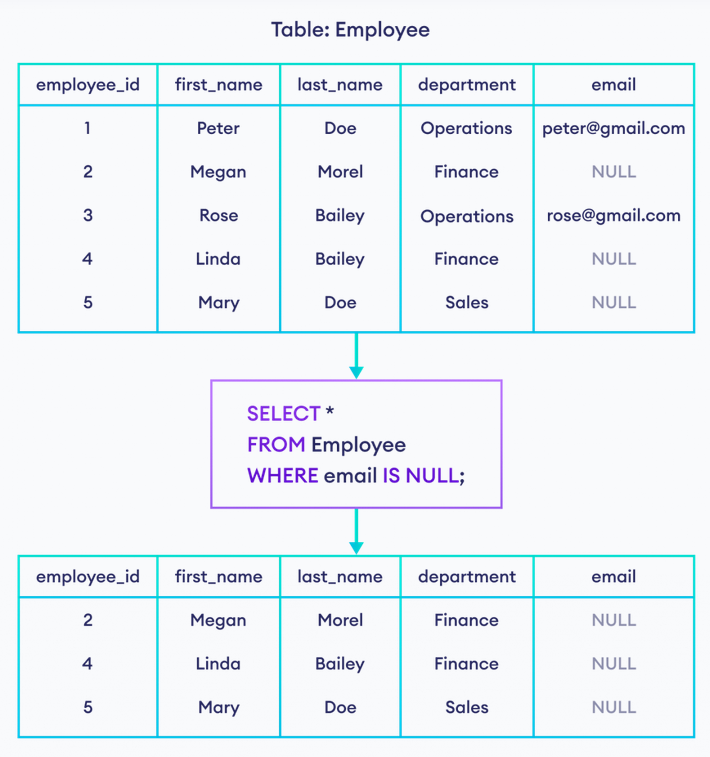 Table: Employee
employee_id first_name last_name department email
1 Peter Doe Operations peter@gmail.com
2 Megan Morel Finance NULL
3 Rose Bailey Operations rose@gmail.com
4 Linda Bailey Finance NULL
5 Mary Doe Sales NULL
SELECT *
FROM Employee
WHERE email IS NULL;
employee_id first_name last_name department email
2 Megan Morel Finance NULL
4 Linda Bailey Finance NULL
5 Mary Doe Sales NULL